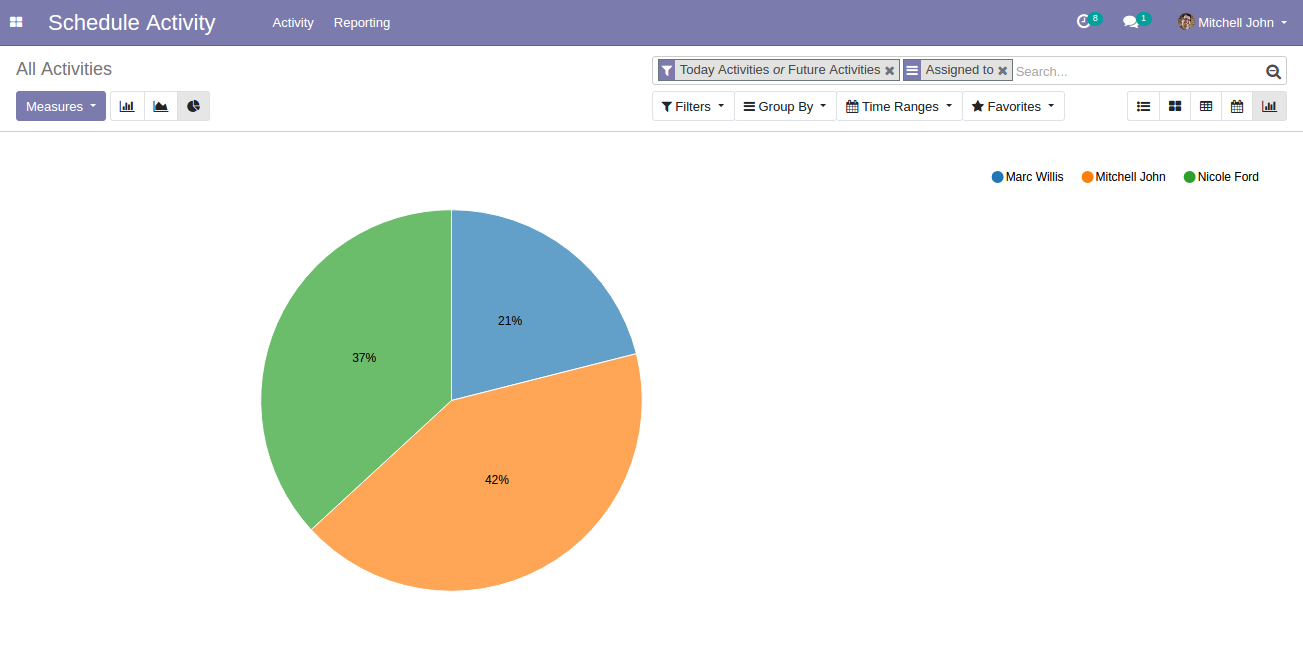 Schedule Activity Activity Reporting 8 1 Mitchell John
All Activities Today Activities or Future Activities Assigned to Search...
Measures Filters Group By Time Ranges Favorites
Marc Willis Mitchell John Nicole Ford
21%
37%
42%